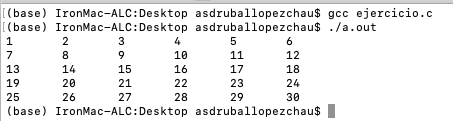 (base) IronMac-ALC:Desktop asdruballopezchau$ gcc ejercicio.c
(base) IronMac-ALC:Desktop asdruballopezchau$ ./a.out
1 2 3 4 5 6
7 8 9 10 11 12
13 14 15 16 17 18
19 20 21 22 23 24
25 26 27 28 29 30
(base) IronMac-ALC:Desktop asdruballopezchau$